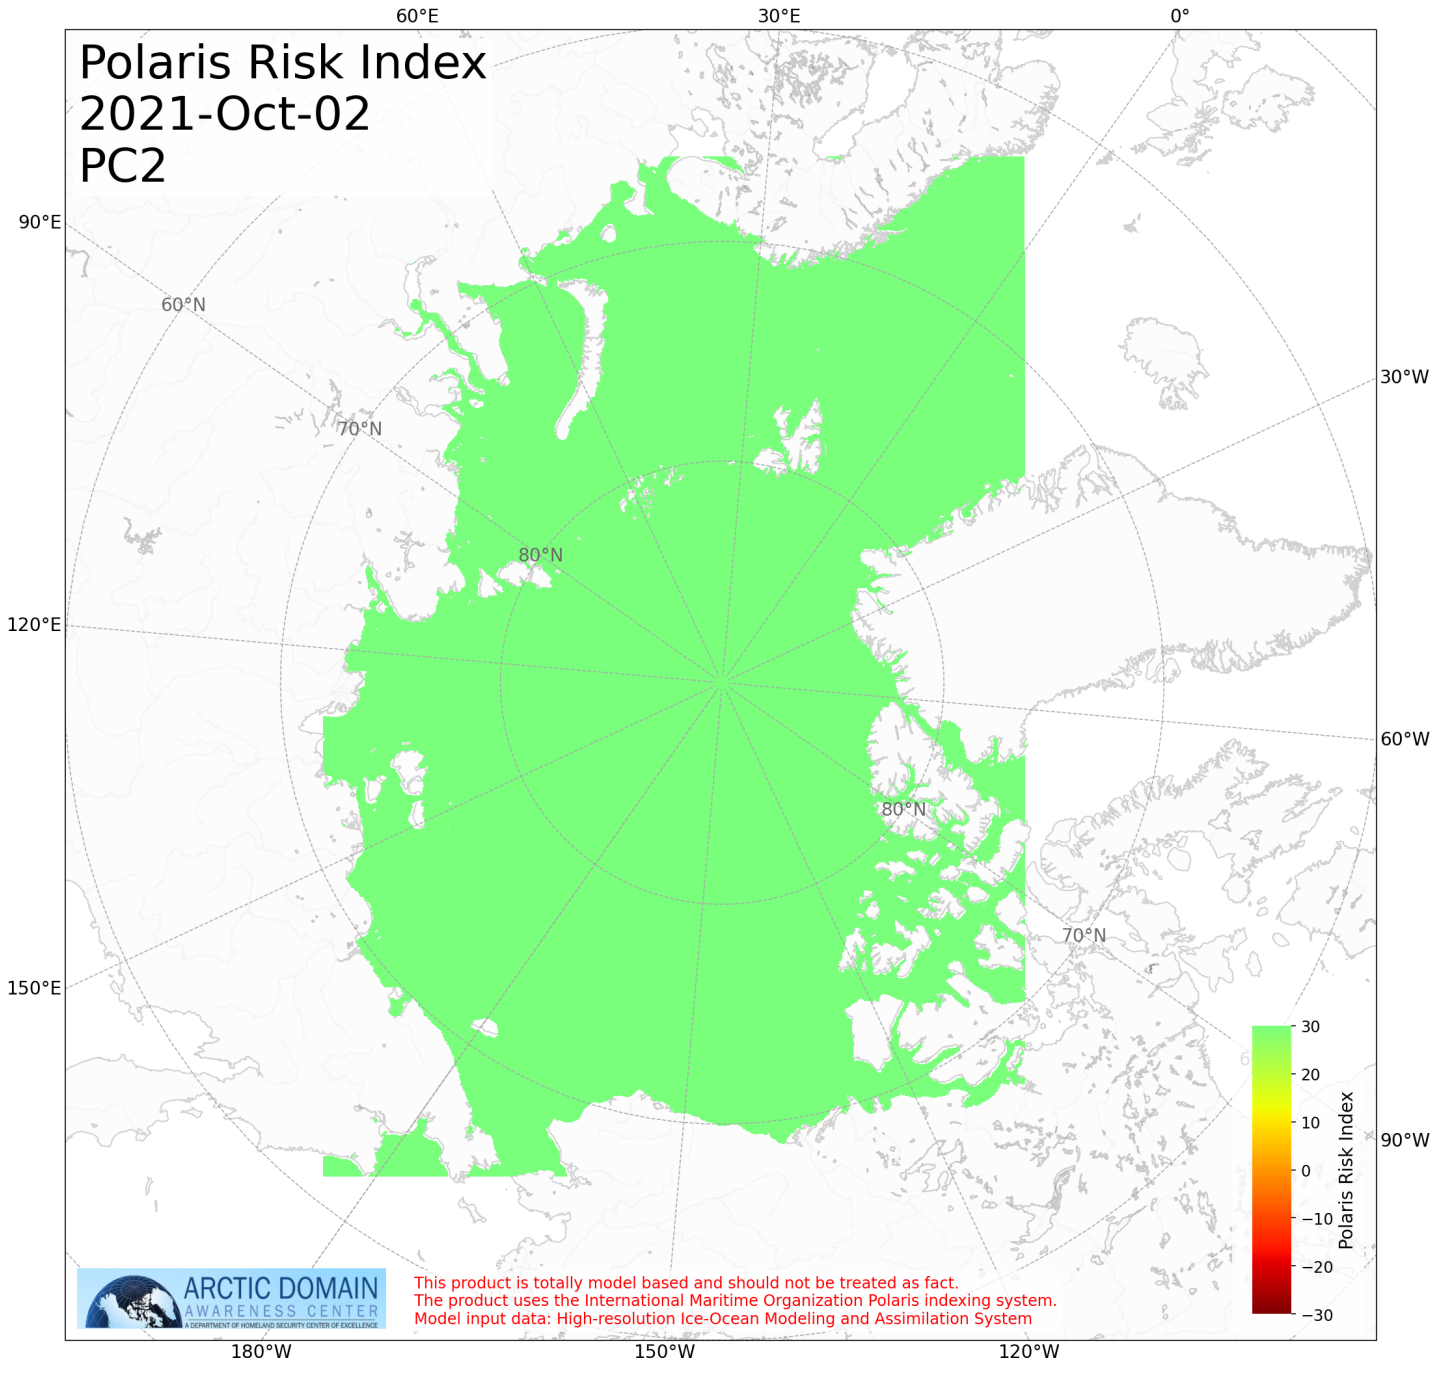 60°E 30°E 0°
Polaris Risk Index
2021-Oct-02
PC2
90°E
60°N
30°W
70°N
80°N
120°E
60°W
80°N
70°N
150°E
30
20
10
0
−10
−20
−30
Polaris Risk Index
90°W
ARCTIC DOMAIN
AWARENESS CENTER
A DEPARTMENT OF HOMELAND SECURITY CENTER OF EXCELLENCE
This product is totally model based and should not be treated as fact.
The product uses the International Maritime Organization Polaris indexing system.
Model input data: High-resolution Ice-Ocean Modeling and Assimilation System
180°W 150°W 120°W